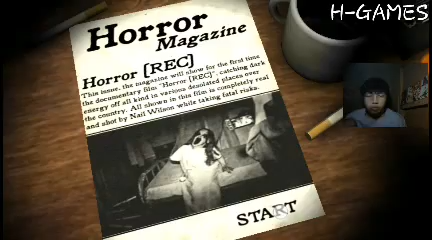 H-GAMES
Horror
Magazine
Horror [REC]
This issue, the magazine will show for the first time
the documentary film "Horror [REC]", catching dark
energy off all kind in various desolated places over
the country. All shown in this film is completely real
and shot by Nail Wilson while taking fatal risks.
START